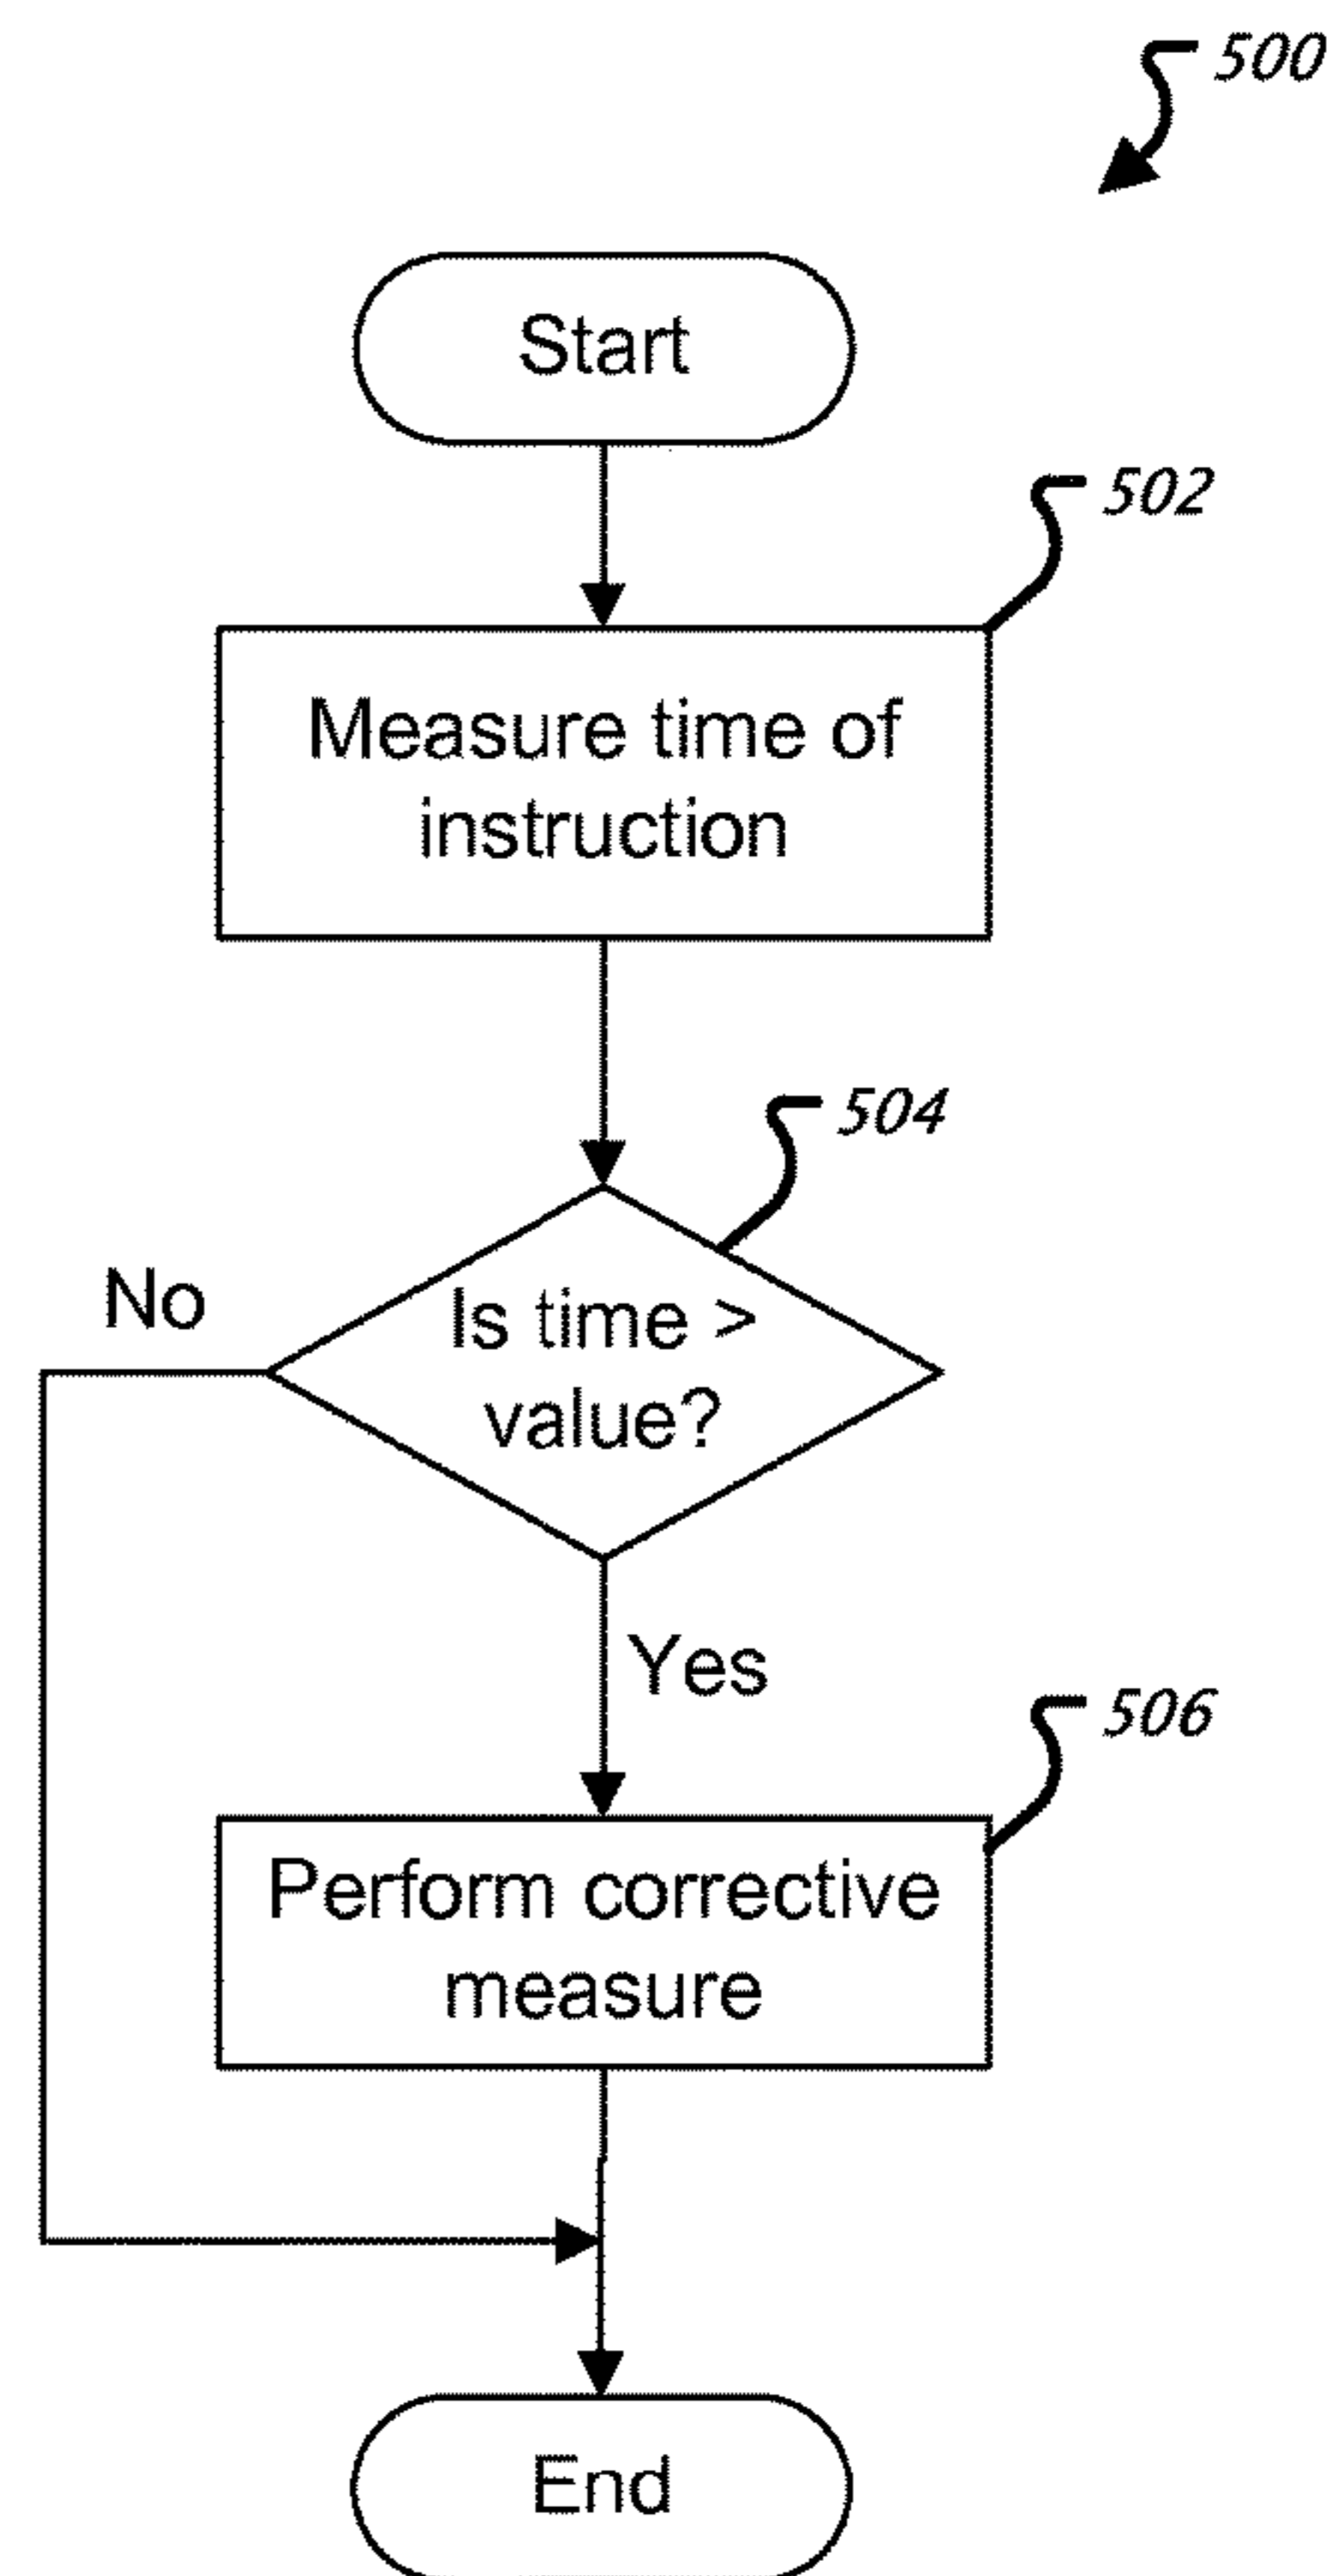 500
Start
502
Measure time of
instruction
504
No
Is time >
value?
Yes
506
Perform corrective
measure
End